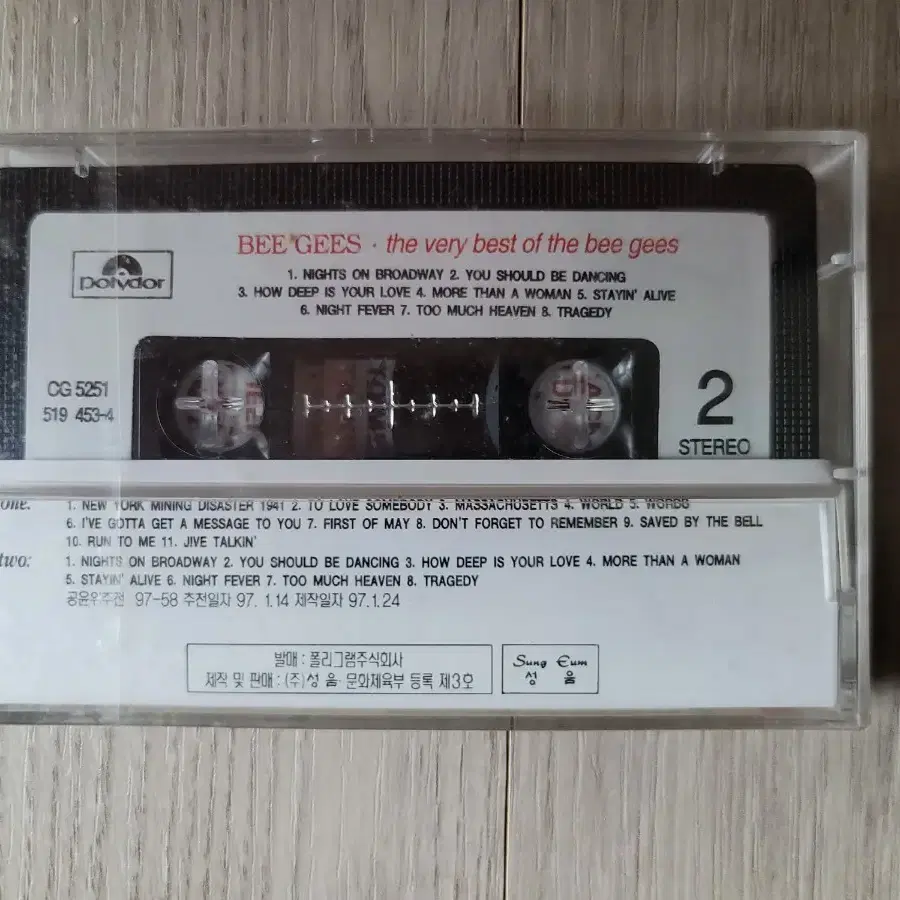 polydor
BEE GEES · the very best of the bee gees
1. NIGHTS ON BROADWAY 2. YOU SHOULD BE DANCING
3. HOW DEEP IS YOUR LOVE 4. MORE THAN A WOMAN 5. STAYIN' ALIVE
6. NIGHT FEVER 7. TOO MUCH HEAVEN 8. TRAGEDY
CG 5251
519 453-4
2
STEREO
one: 1. NEW YORK MINING DISASTER 1941 2. TO LOVE SOMEBODY 3. MASSACHUSETTS 4. WORLD 5. WORDS
6. I'VE GOTTA GET A MESSAGE TO YOU 7. FIRST OF MAY 8. DON'T FORGET TO REMEMBER 9. SAVED BY THE BELL
10. RUN TO ME 11. JIVE TALKIN'
two: 1. NIGHTS ON BROADWAY 2. YOU SHOULD BE DANCING 3. HOW DEEP IS YOUR LOVE 4. MORE THAN A WOMAN
5. STAYIN' ALIVE 6. NIGHT FEVER 7. TOO MUCH HEAVEN 8. TRAGEDY
공윤위추천 97-58 추천일자 97. 1.14 제작일자 97.1.24
발매 : 폴리그램주식회사
제작 및 판매 : (주)성 음· 문화체육부 등록 제3호
Sung Eum
성 음